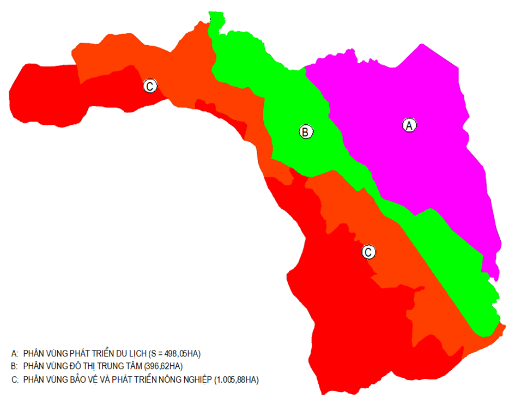 C
B
A
C
A: PHÂN VÙNG PHÁT TRIỂN DU LỊCH (S = 498,05HA)
B: PHÂN VÙNG ĐÔ THỊ TRUNG TÂM (396,62HA)
C: PHÂN VÙNG BẢO VỆ VÀ PHÁT TRIỂN NÔNG NGHIỆP (1.005,88HA)